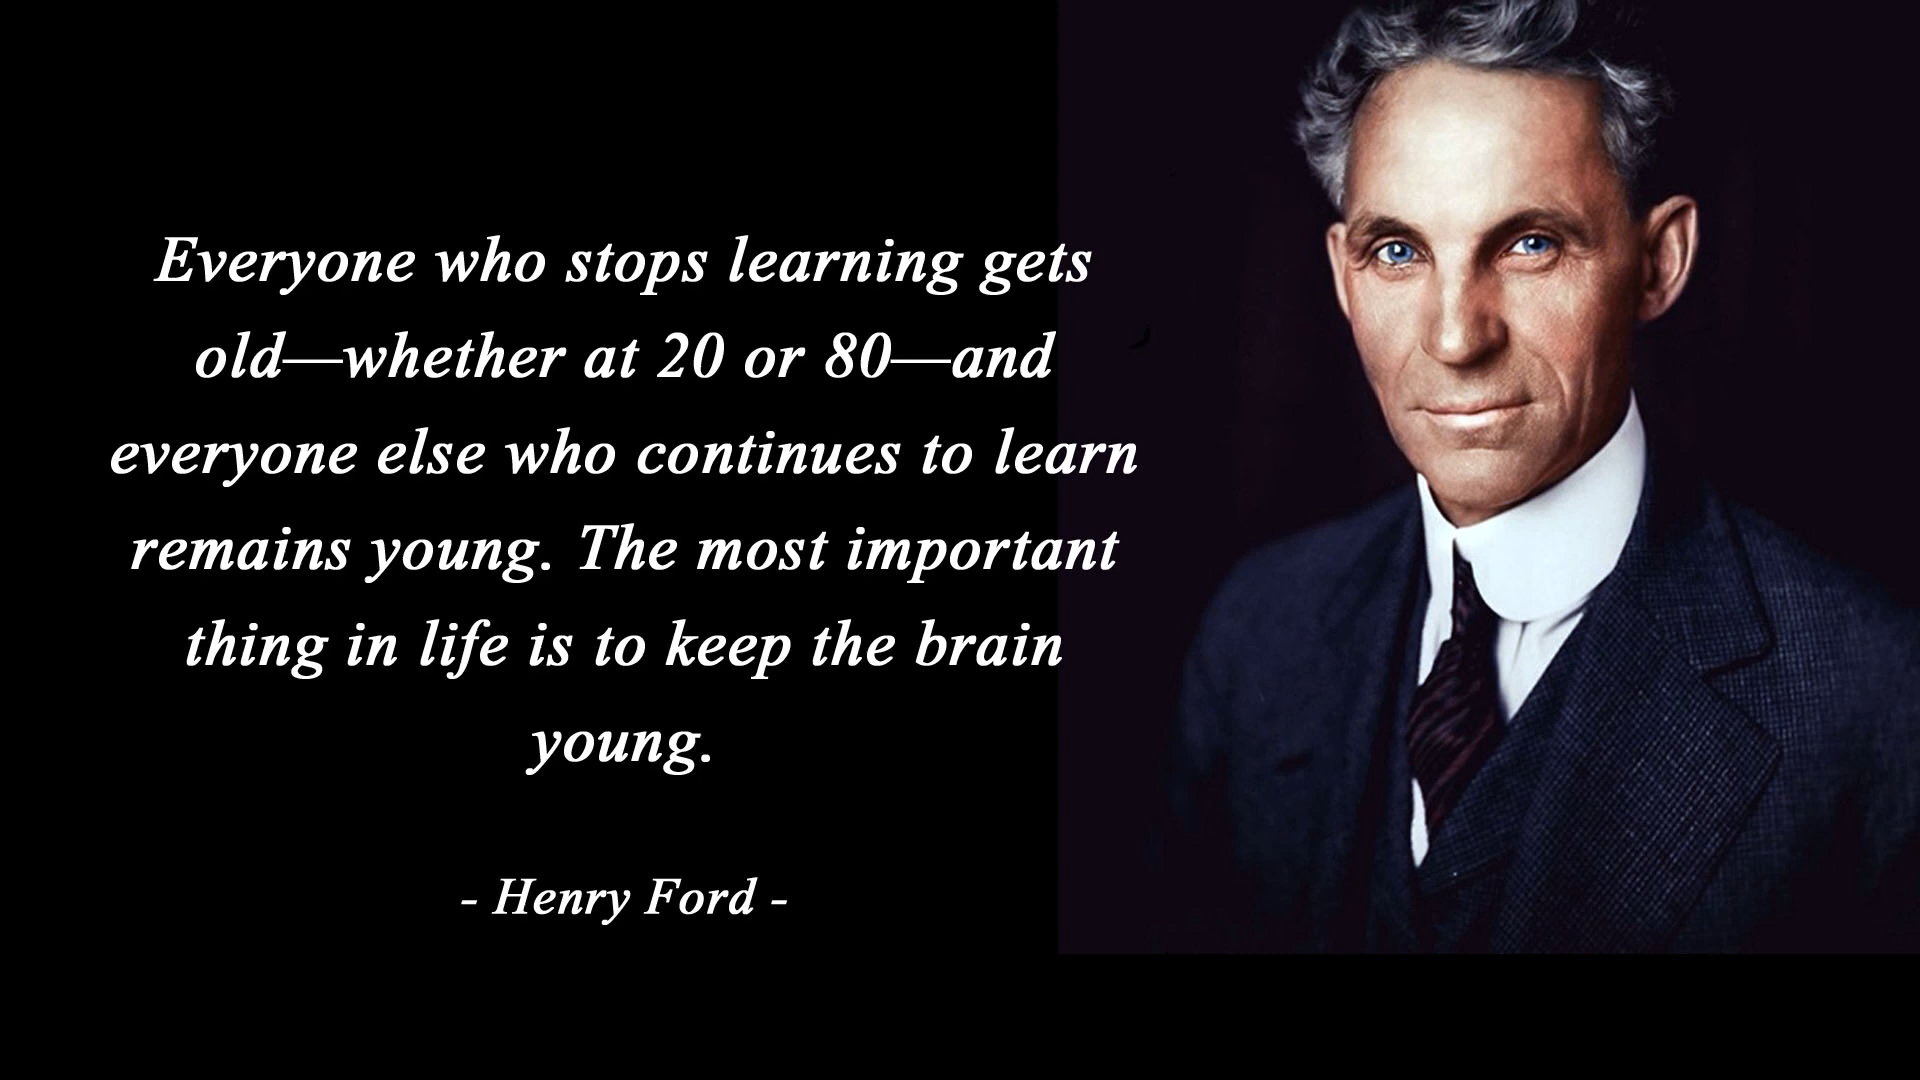 Everyone who stops learning gets
old—whether at 20 or 80—and
everyone else who continues to learn
remains young. The most important
thing in life is to keep the brain
young.
- Henry Ford -